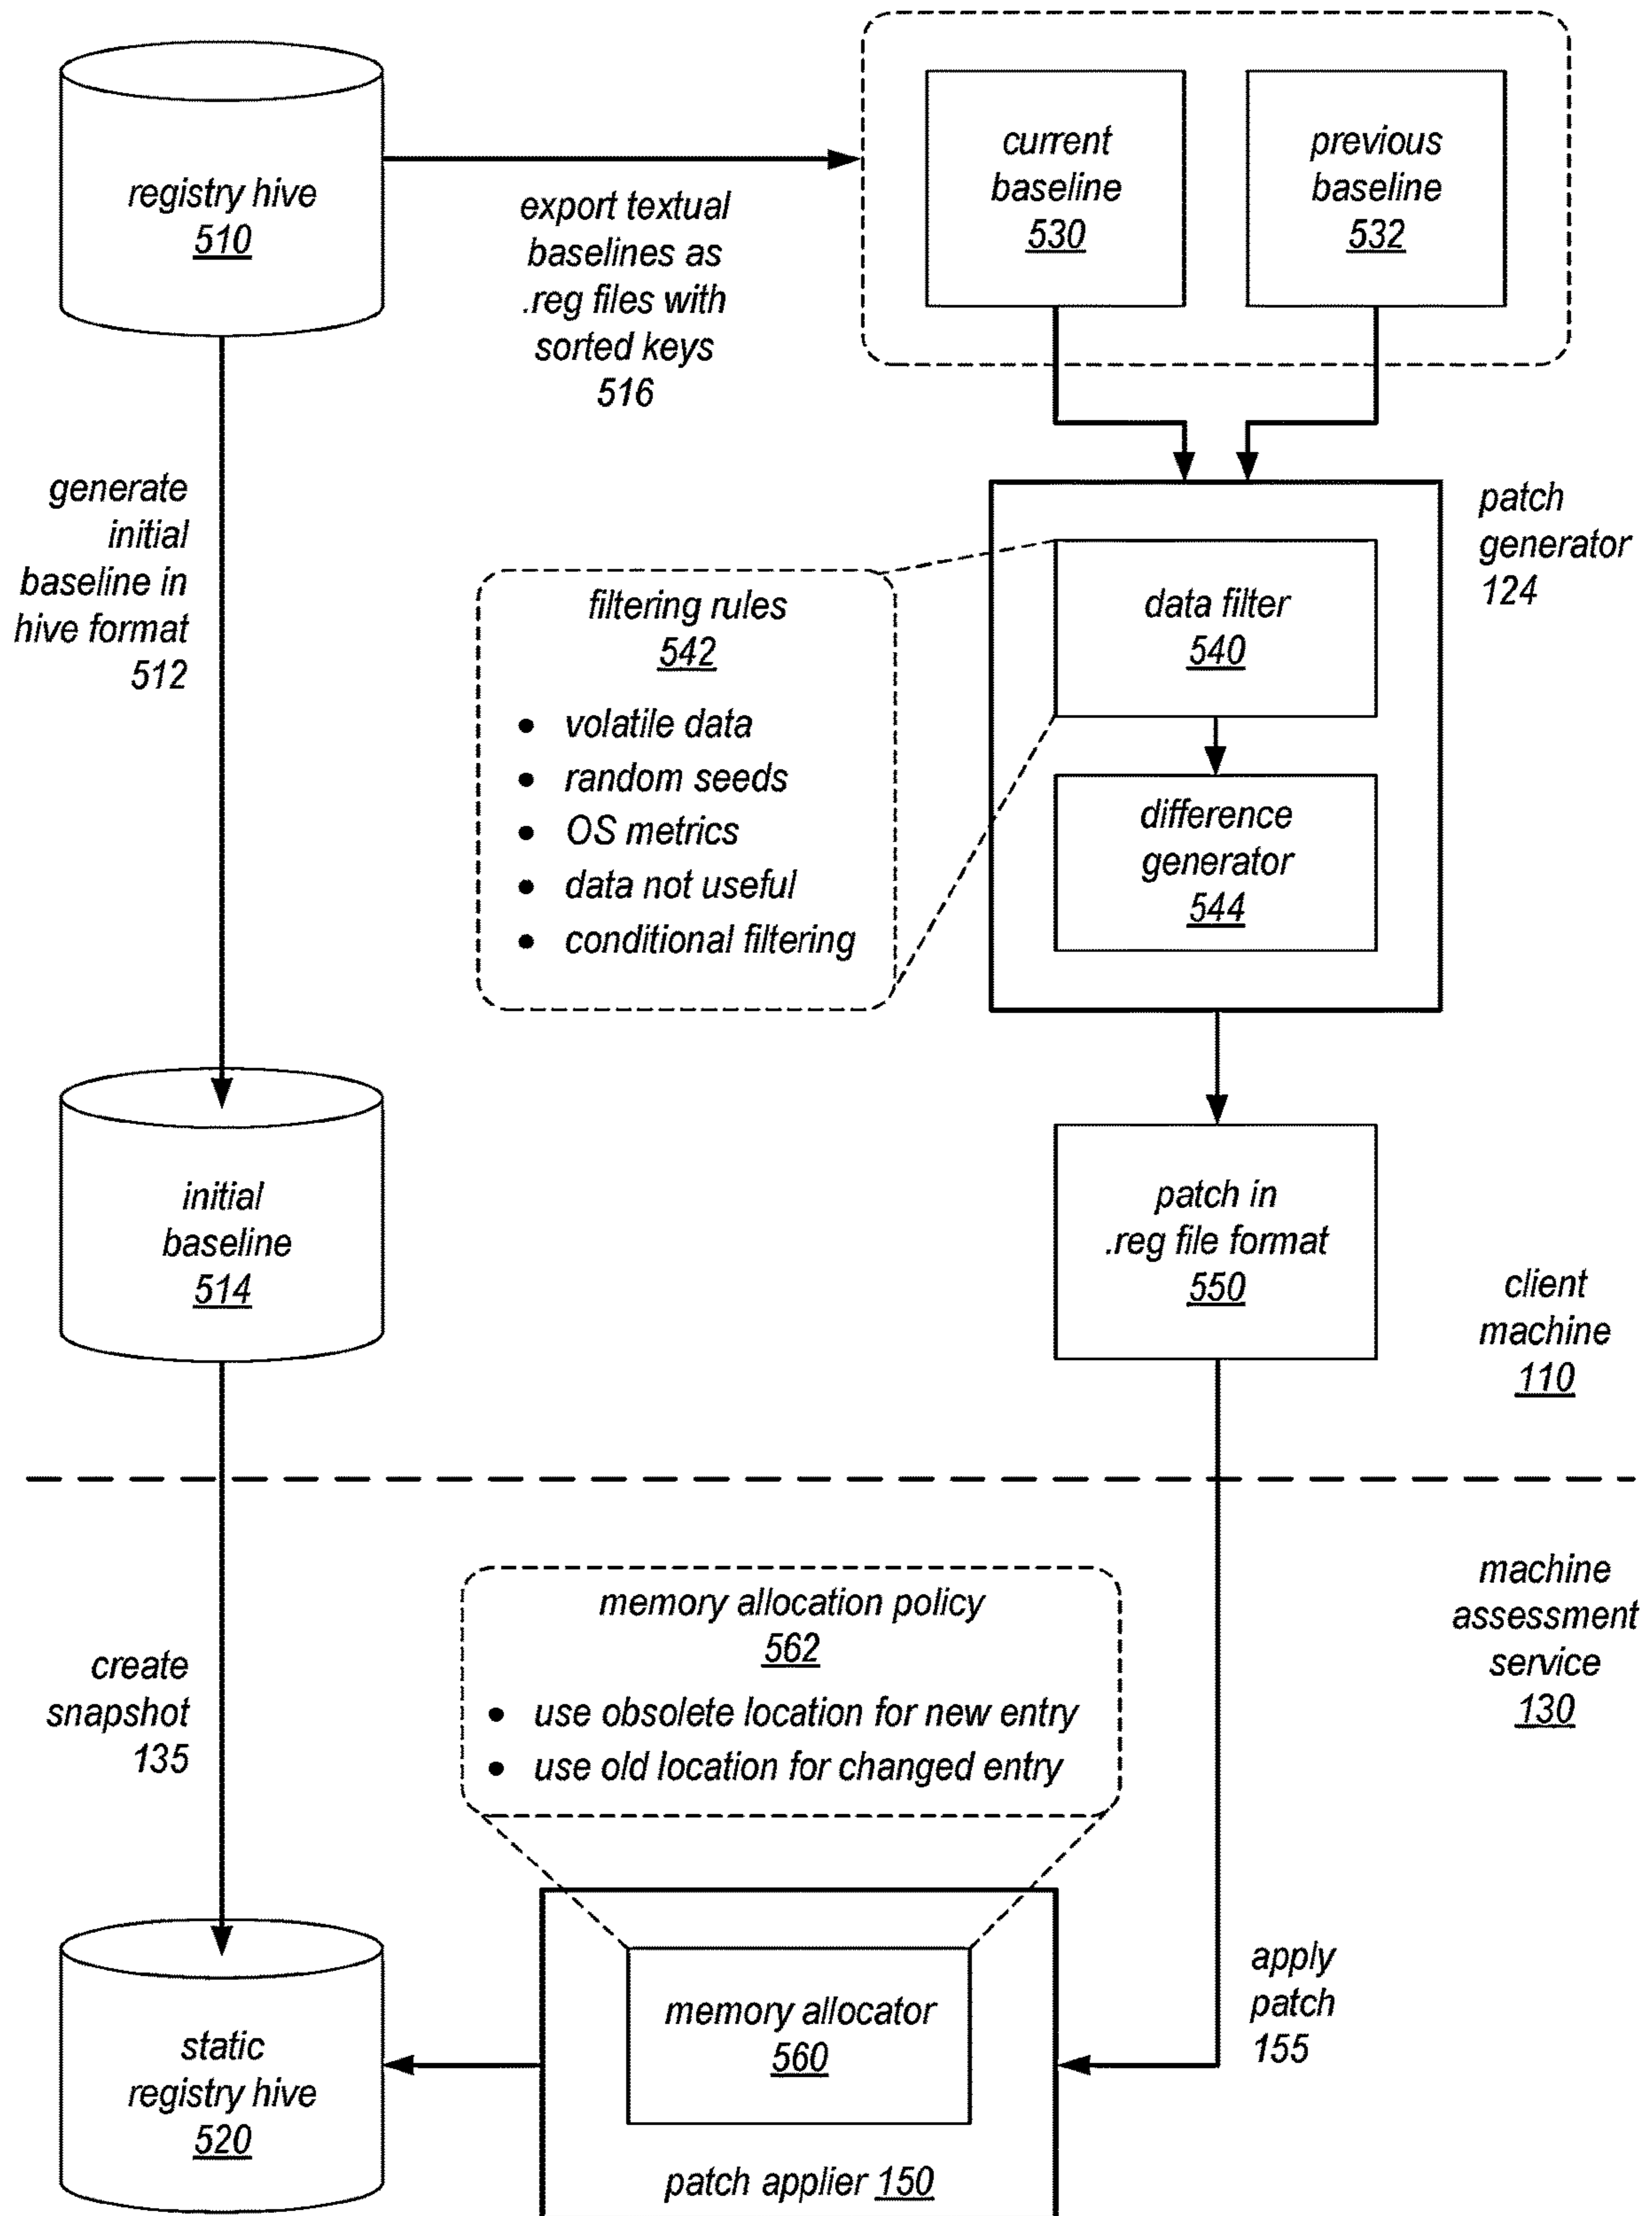 registry hive
510
export textual
baselines as
.reg files with
sorted keys
516
current
baseline
530
previous
baseline
532
generate
initial
baseline in
hive format
512
patch
generator
124
filtering rules
542
• volatile data
• random seeds
• OS metrics
• data not useful
• conditional filtering
data filter
540
difference
generator
544
initial
baseline
514
patch in
.reg file format
550
client
machine
110
machine
assessment
service
130
memory allocation policy
562
• use obsolete location for new entry
• use old location for changed entry
create
snapshot
135
apply
patch
155
static
registry hive
520
memory allocator
560
patch applier 150